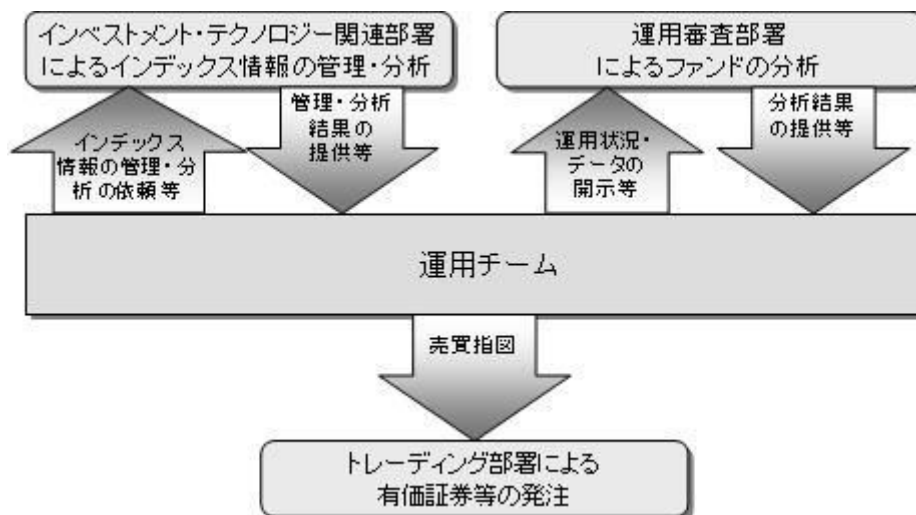 インベストメント・テクノロジー関連部署
によるインデックス情報の管理・分析
運用審査部署
によるファンドの分析
インデックス
情報の管理・分
析の依頼等
管理・分析
結果の
提供等
運用状況・
データの
開示等
分析結果
の提供等
運用チーム
売買指図
トレーディング部署による
有価証券等の発注